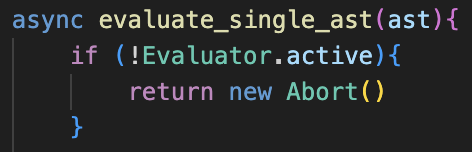 async evaluate_single_ast(ast){
if (!Evaluator.active){
return new Abort()
}